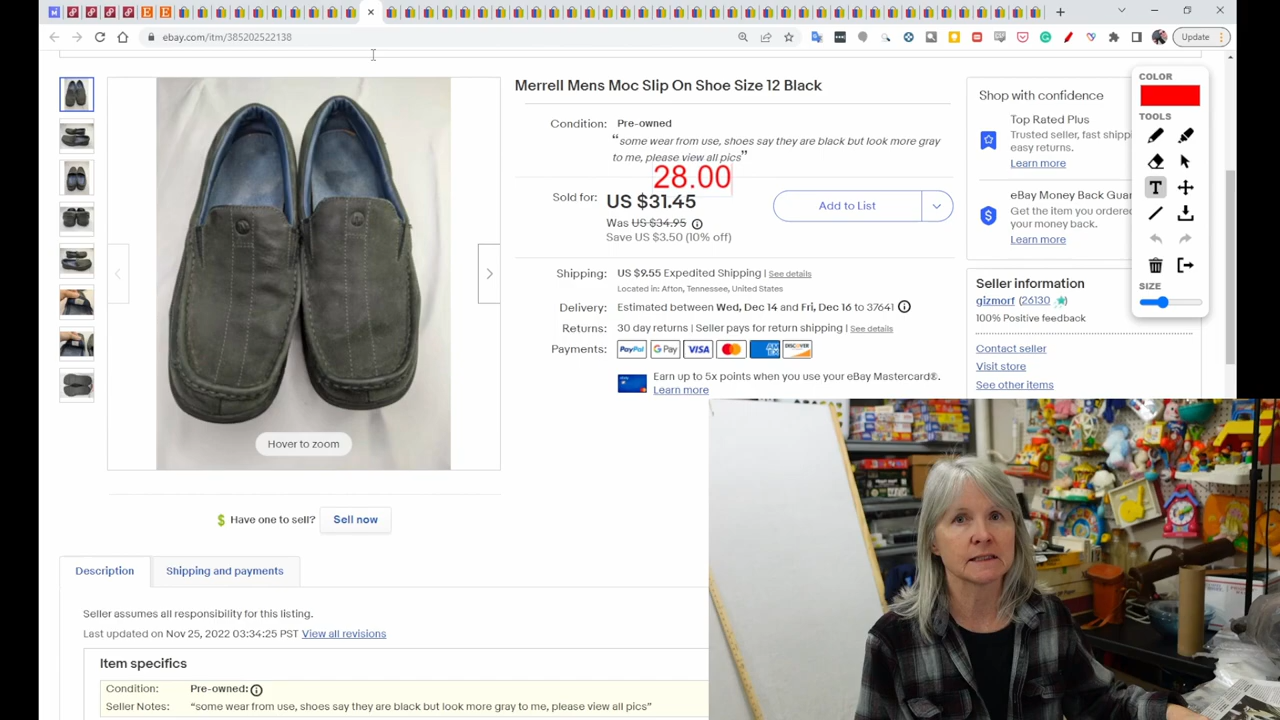 ebay.com/itm/385202522138
Update
Merrell Mens Moc Slip On Shoe Size 12 Black
Condition: Pre-owned
“some wear from use, shoes say they are black but look more gray
to me, please view all pics”
28.00
Sold for: US $31.45
Was US $34.95
Save US $3.50 (10% off)
Add to List
Shipping: US $9.55 Expedited Shipping | See details
Located in: Afton, Tennessee, United States
Delivery: Estimated between Wed, Dec 14 and Fri, Dec 16 to 37641
Returns: 30 day returns | Seller pays for return shipping | See details
Payments: PayPal G Pay VISA DISCOVER
Earn up to 5x points when you use your eBay Mastercard®.
Learn more
Shop with confidence
Top Rated Plus
Trusted seller, fast shipp
easy returns.
Learn more
eBay Money Back Guar
Get the item you ordere
your money back.
Learn more
Seller information
gizmorf (26130)
100% Positive feedback
Contact seller
Visit store
See other items
COLOR
TOOLS
T
SIZE
Hover to zoom
$ Have one to sell? Sell now
Description Shipping and payments
Seller assumes all responsibility for this listing.
Last updated on Nov 25, 2022 03:34:25 PST View all revisions
Item specifics
Condition: Pre-owned:
Seller Notes: “some wear from use, shoes say they are black but look more gray to me, please view all pics”